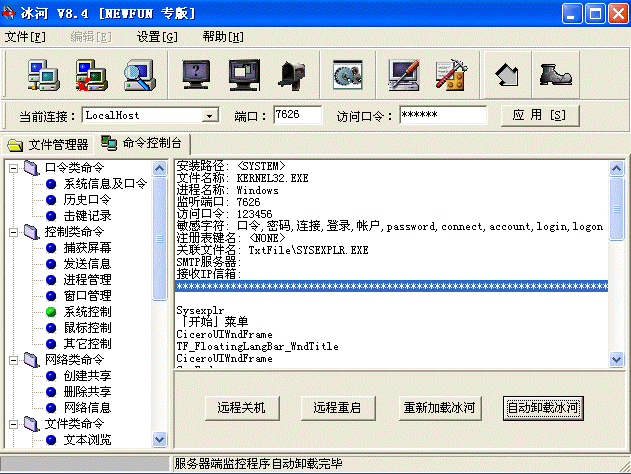 冰河 V8.4 [NEWFUN 专版]
文件[F] 编辑[E] 设置[G] 帮助[H]
当前连接: LocalHost 端口: 7626 访问口令: ****** 应 用 [S]
文件管理器 命令控制台
口令类命令
系统信息及口令
历史口令
击键记录
控制类命令
捕获屏幕
发送信息
进程管理
窗口管理
系统控制
鼠标控制
其它控制
网络类命令
创建共享
删除共享
网络信息
文件类命令
文本浏览
安装路径: <SYSTEM>
文件名称: KERNEL32.EXE
进程名称: Windows
监听端口: 7626
访问口令: 123456
敏感字符: 口令,密码,连接,登录,帐户,password,connect,account,login,logon
注册表键名: <NONE>
关联文件名: TxtFile\SYSEXPLR.EXE
SMTP服务器:
接收IP信箱:
************************************************************************
Sysexplr
「开始」菜单
CiceroUIWndFrame
TF_FloatingLangBar_WndTitle
CiceroUIWndFrame
远程关机 远程重启 重新加载冰河 自动卸载冰河
服务器端监控程序自动卸载完毕